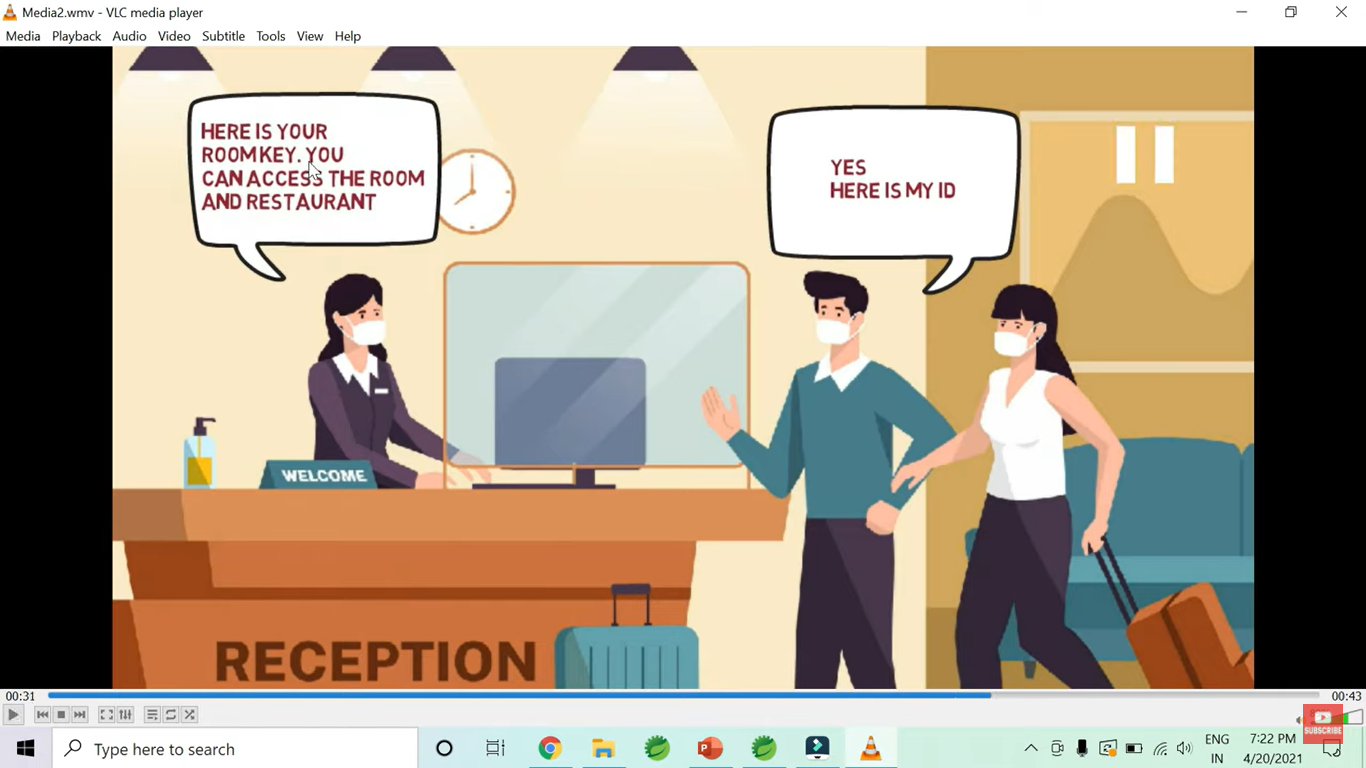 Media2.wmv - VLC media player
Media Playback Audio Video Subtitle Tools View Help
HERE IS YOUR
ROOM KEY. YOU
CAN ACCESS THE ROOM
AND RESTAURANT
YES
HERE IS MY ID
WELCOME
RECEPTION
00:31
00:43
SUBSCRIBE
Type here to search
ENG
IN
7:22 PM
4/20/2021